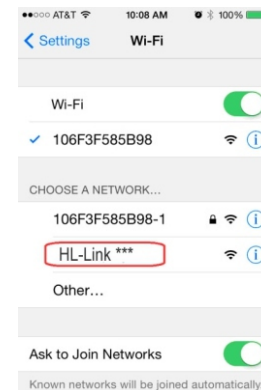 AT&T 10:08 AM 100%
Settings Wi-Fi
Wi-Fi
106F3F585B98
CHOOSE A NETWORK...
106F3F585B98-1
HL-Link ***
Other...
Ask to Join Networks
Known networks will be joined automatically